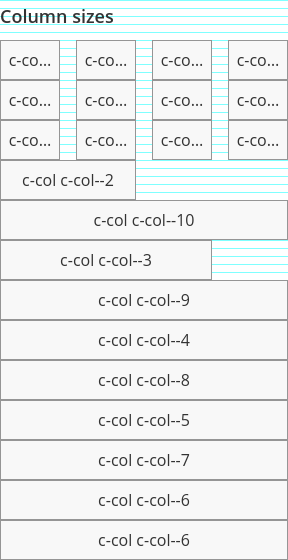 Column sizes
c-co... c-co... c-co... c-co...
c-co... c-co... c-co... c-co...
c-co... c-co... c-co... c-co...
c-col c-col--2
c-col c-col--10
c-col c-col--3
c-col c-col--9
c-col c-col--4
c-col c-col--8
c-col c-col--5
c-col c-col--7
c-col c-col--6
c-col c-col--6